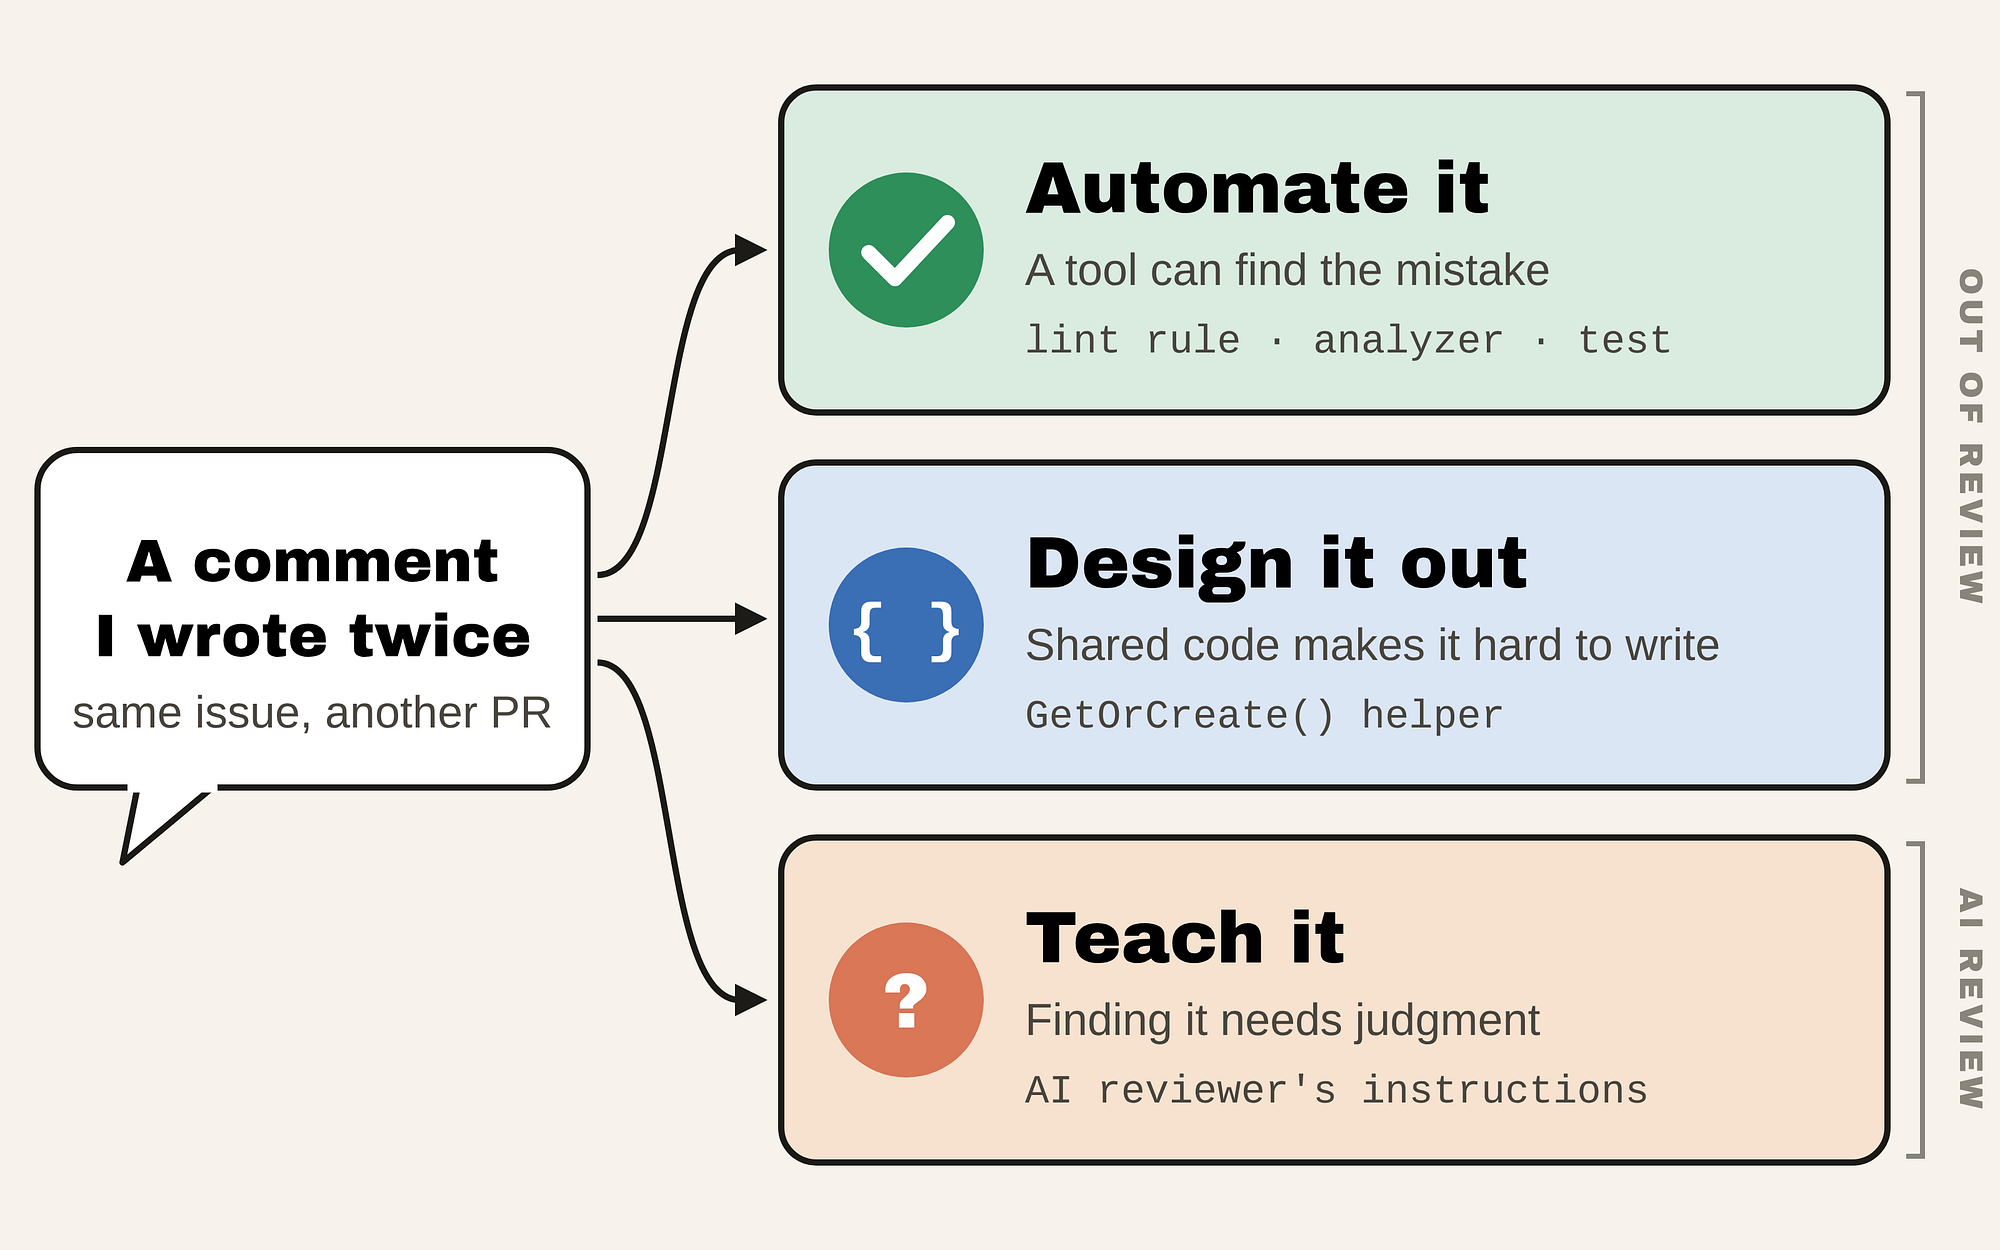 A comment
I wrote twice
same issue, another PR
Automate it
A tool can find the mistake
lint rule · analyzer · test
{ }
Design it out
Shared code makes it hard to write
GetOrCreate() helper
?
Teach it
Finding it needs judgment
AI reviewer's instructions
OUT OF REVIEW
AI REVIEW